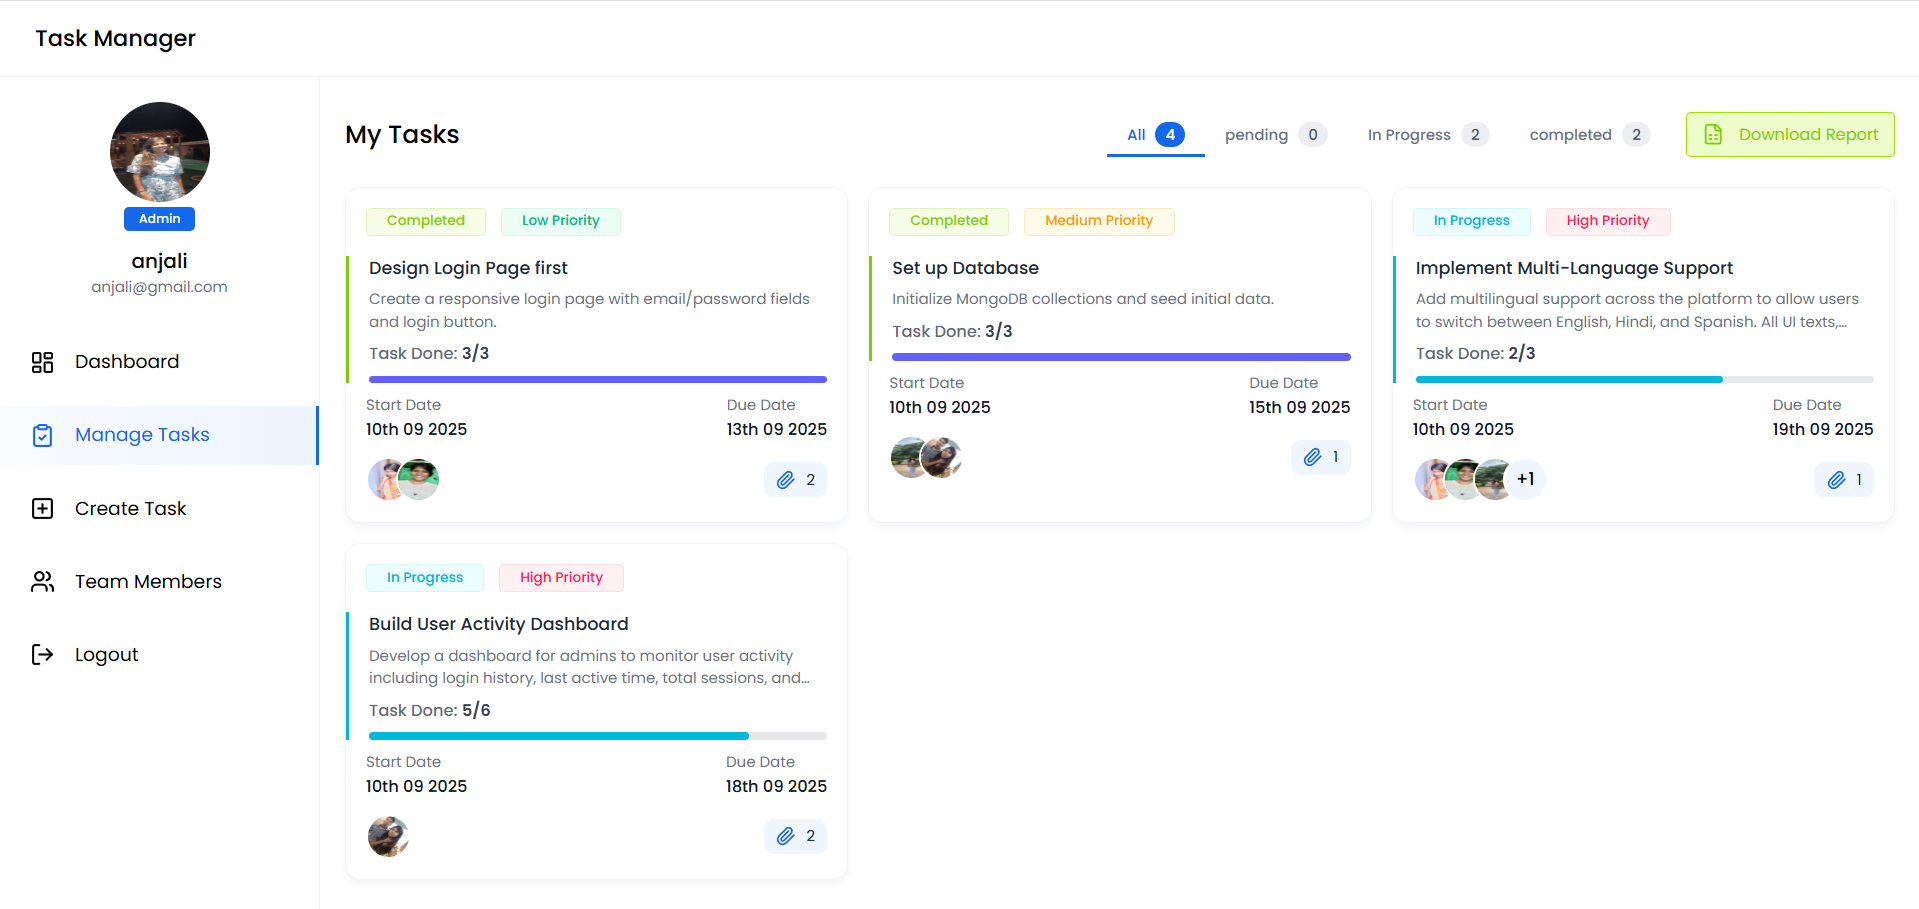 Task Manager
Admin
anjali
anjali@gmail.com
Dashboard
Manage Tasks
Create Task
Team Members
Logout
My Tasks
All 4
pending 0
In Progress 2
completed 2
Download Report
Completed Low Priority
Design Login Page first
Create a responsive login page with email/password fields
and login button.
Task Done: 3/3
Start Date Due Date
10th 09 2025 13th 09 2025
2
Completed Medium Priority
Set up Database
Initialize MongoDB collections and seed initial data.
Task Done: 3/3
Start Date Due Date
10th 09 2025 15th 09 2025
1
In Progress High Priority
Implement Multi-Language Support
Add multilingual support across the platform to allow users
to switch between English, Hindi, and Spanish. All UI texts,...
Task Done: 2/3
Start Date Due Date
10th 09 2025 19th 09 2025
+1 1
In Progress High Priority
Build User Activity Dashboard
Develop a dashboard for admins to monitor user activity
including login history, last active time, total sessions, and...
Task Done: 5/6
Start Date Due Date
10th 09 2025 18th 09 2025
2